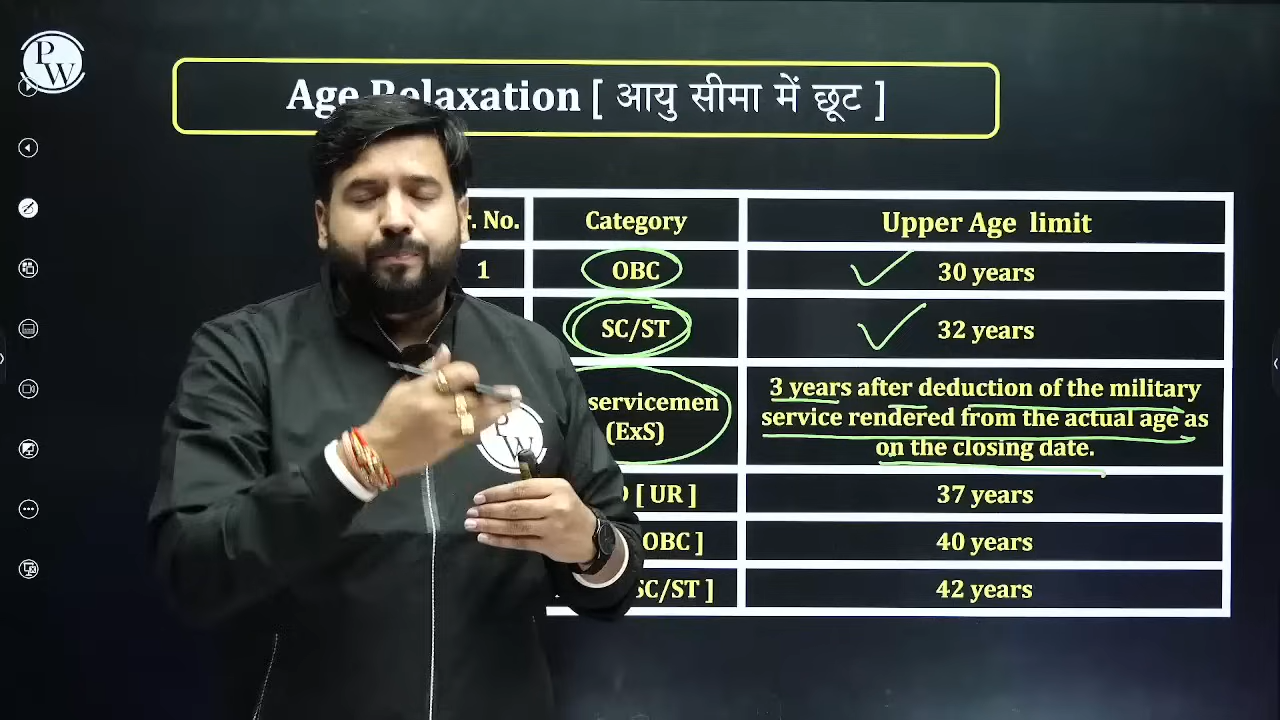 PW
Age Relaxation [ आयु सीमा में छूट ]
r. No.
Category
Upper Age limit
1
OBC
30 years
SC/ST
32 years
servicemen
(ExS)
3 years after deduction of the military
service rendered from the actual age as
on the closing date.
[ UR ]
37 years
OBC ]
40 years
SC/ST ]
42 years
PW